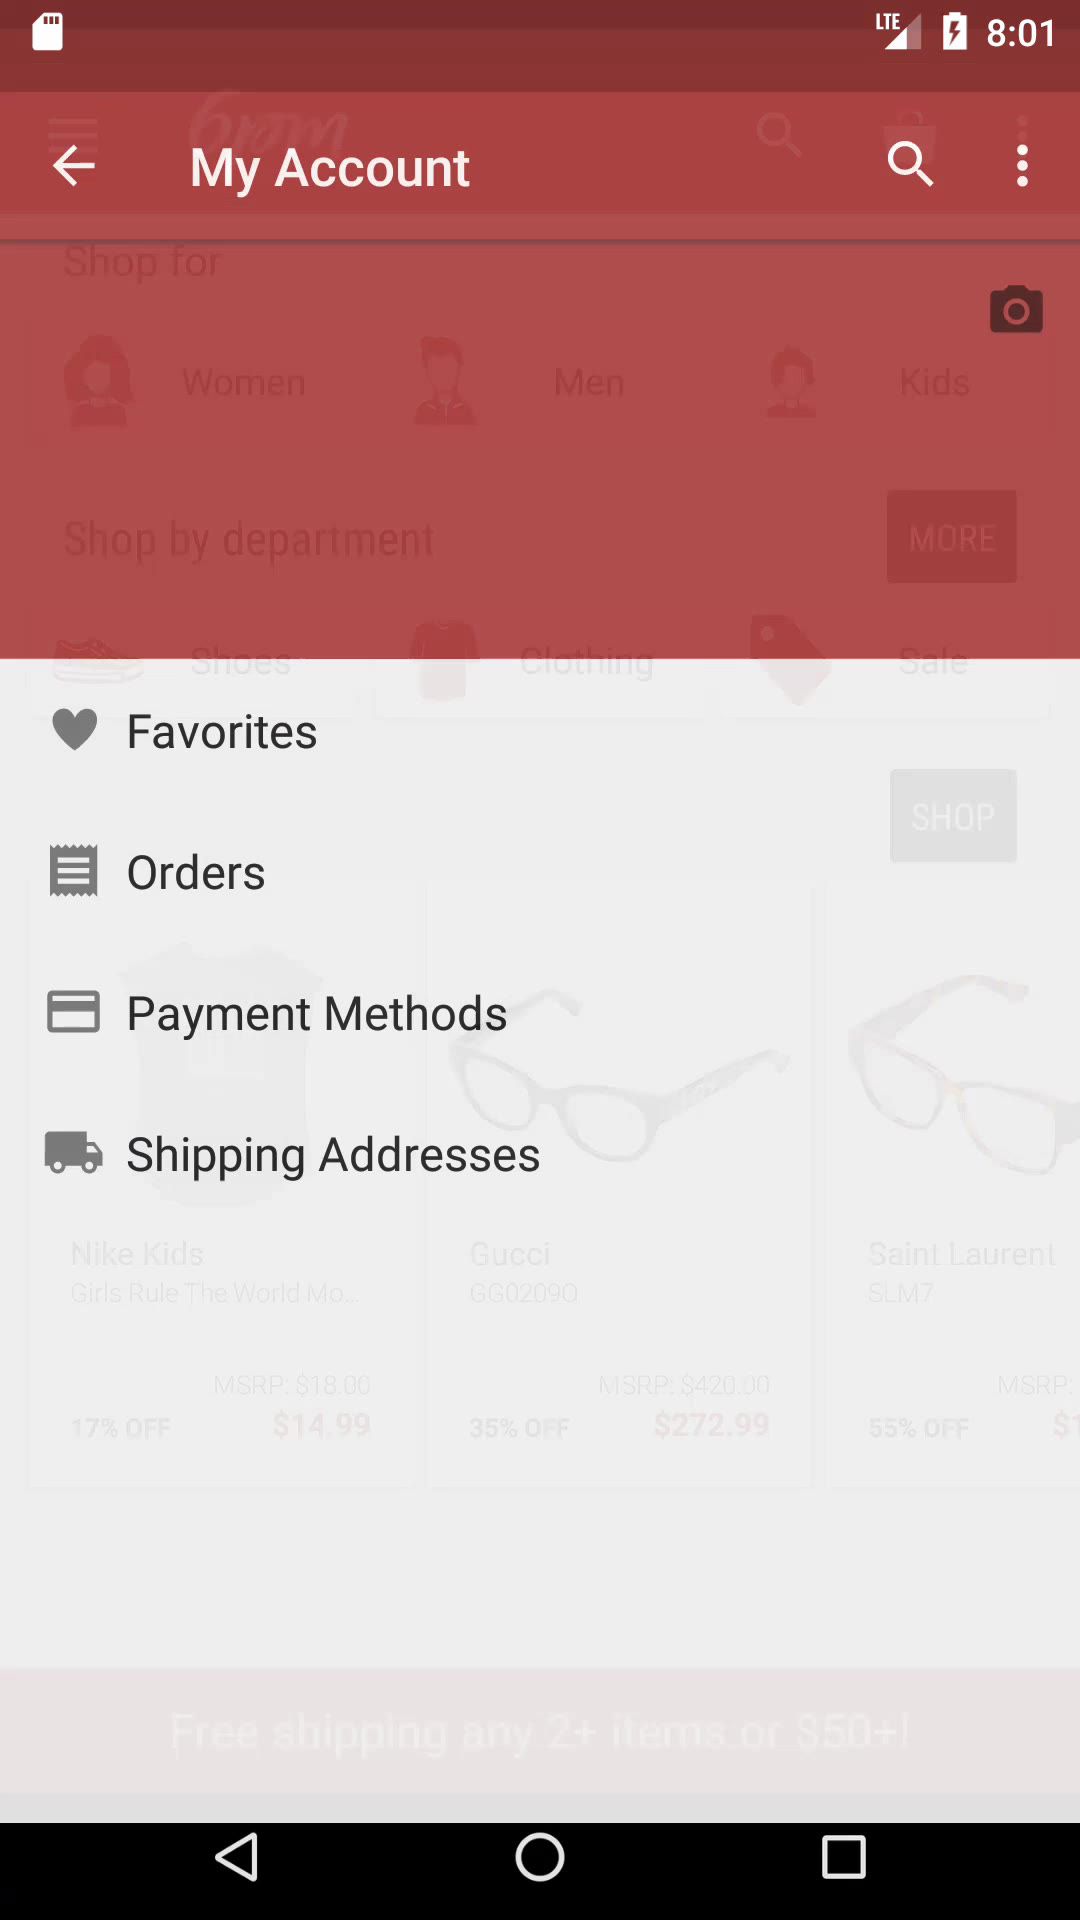 LTE 8:01
6pm
My Account
Shop for
Women Men Kids
Shop by department MORE
Shoes Clothing Sale
Favorites
SHOP
Orders
Payment Methods
Shipping Addresses
Nike Kids Gucci Saint Laurent
Girls Rule The World Mo... GG0209O SLM7
MSRP: $18.00 MSRP: $420.00 MSRP:
17% OFF $14.99 35% OFF $272.99 55% OFF $1
Free shipping any 2+ items or $50+!